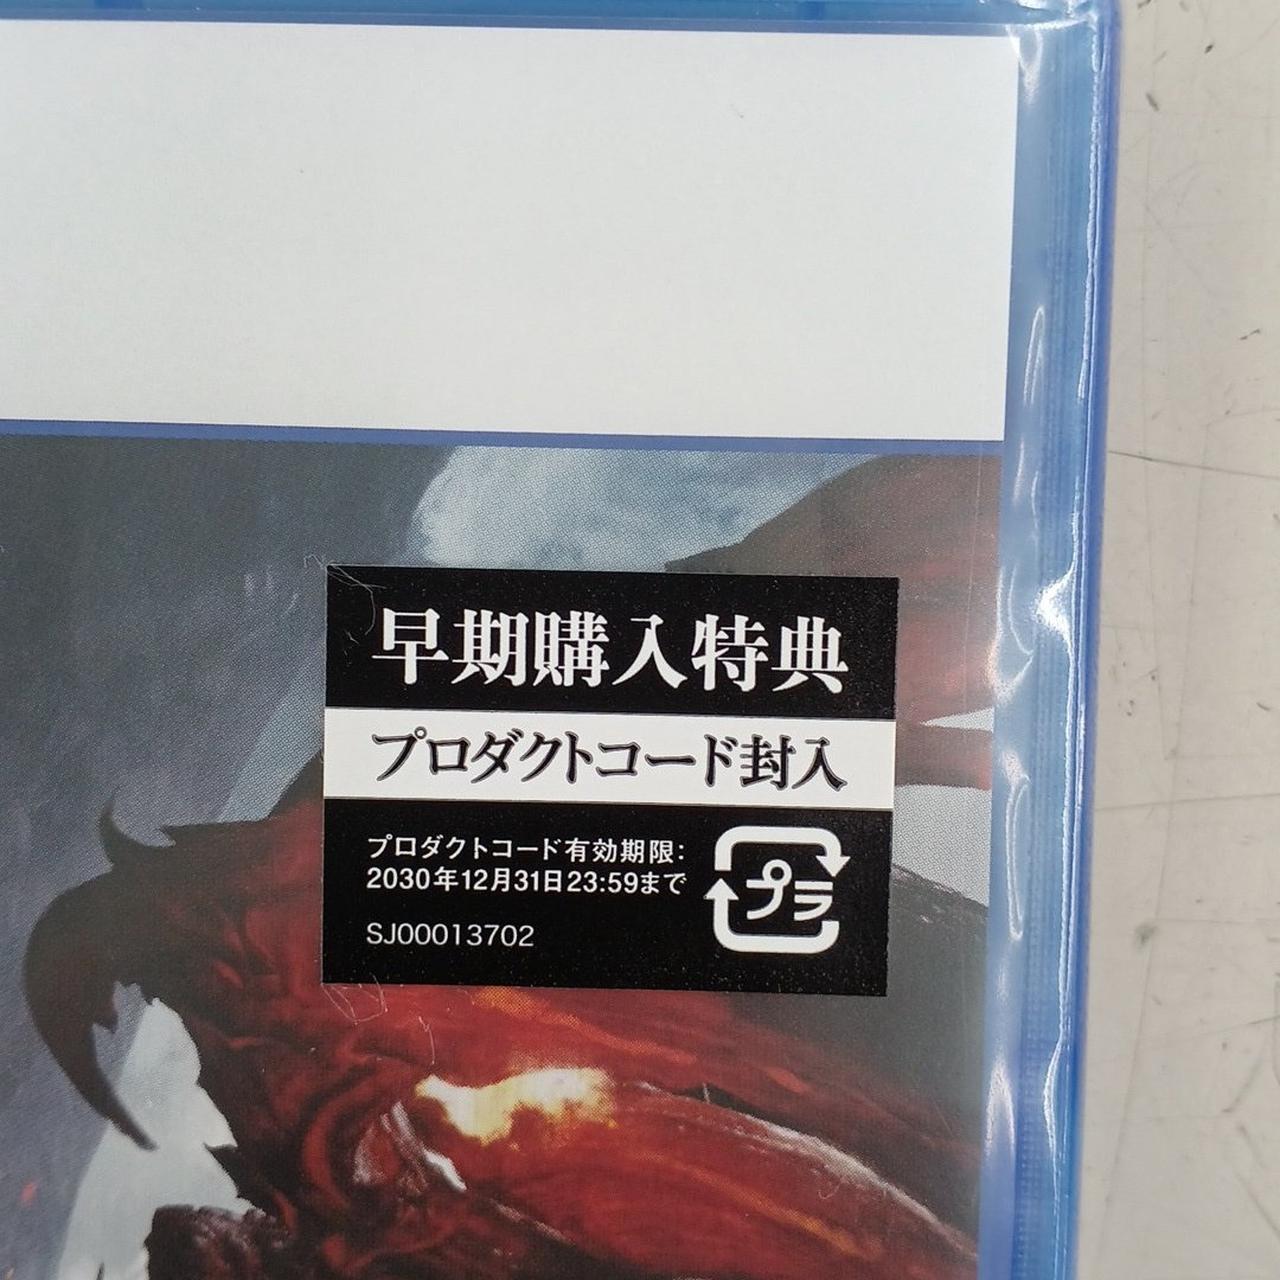 早期購入特典
プロダクトコード封入
プロダクトコード有効期限:
2030年12月31日23:59まで
SJ00013702
プラ